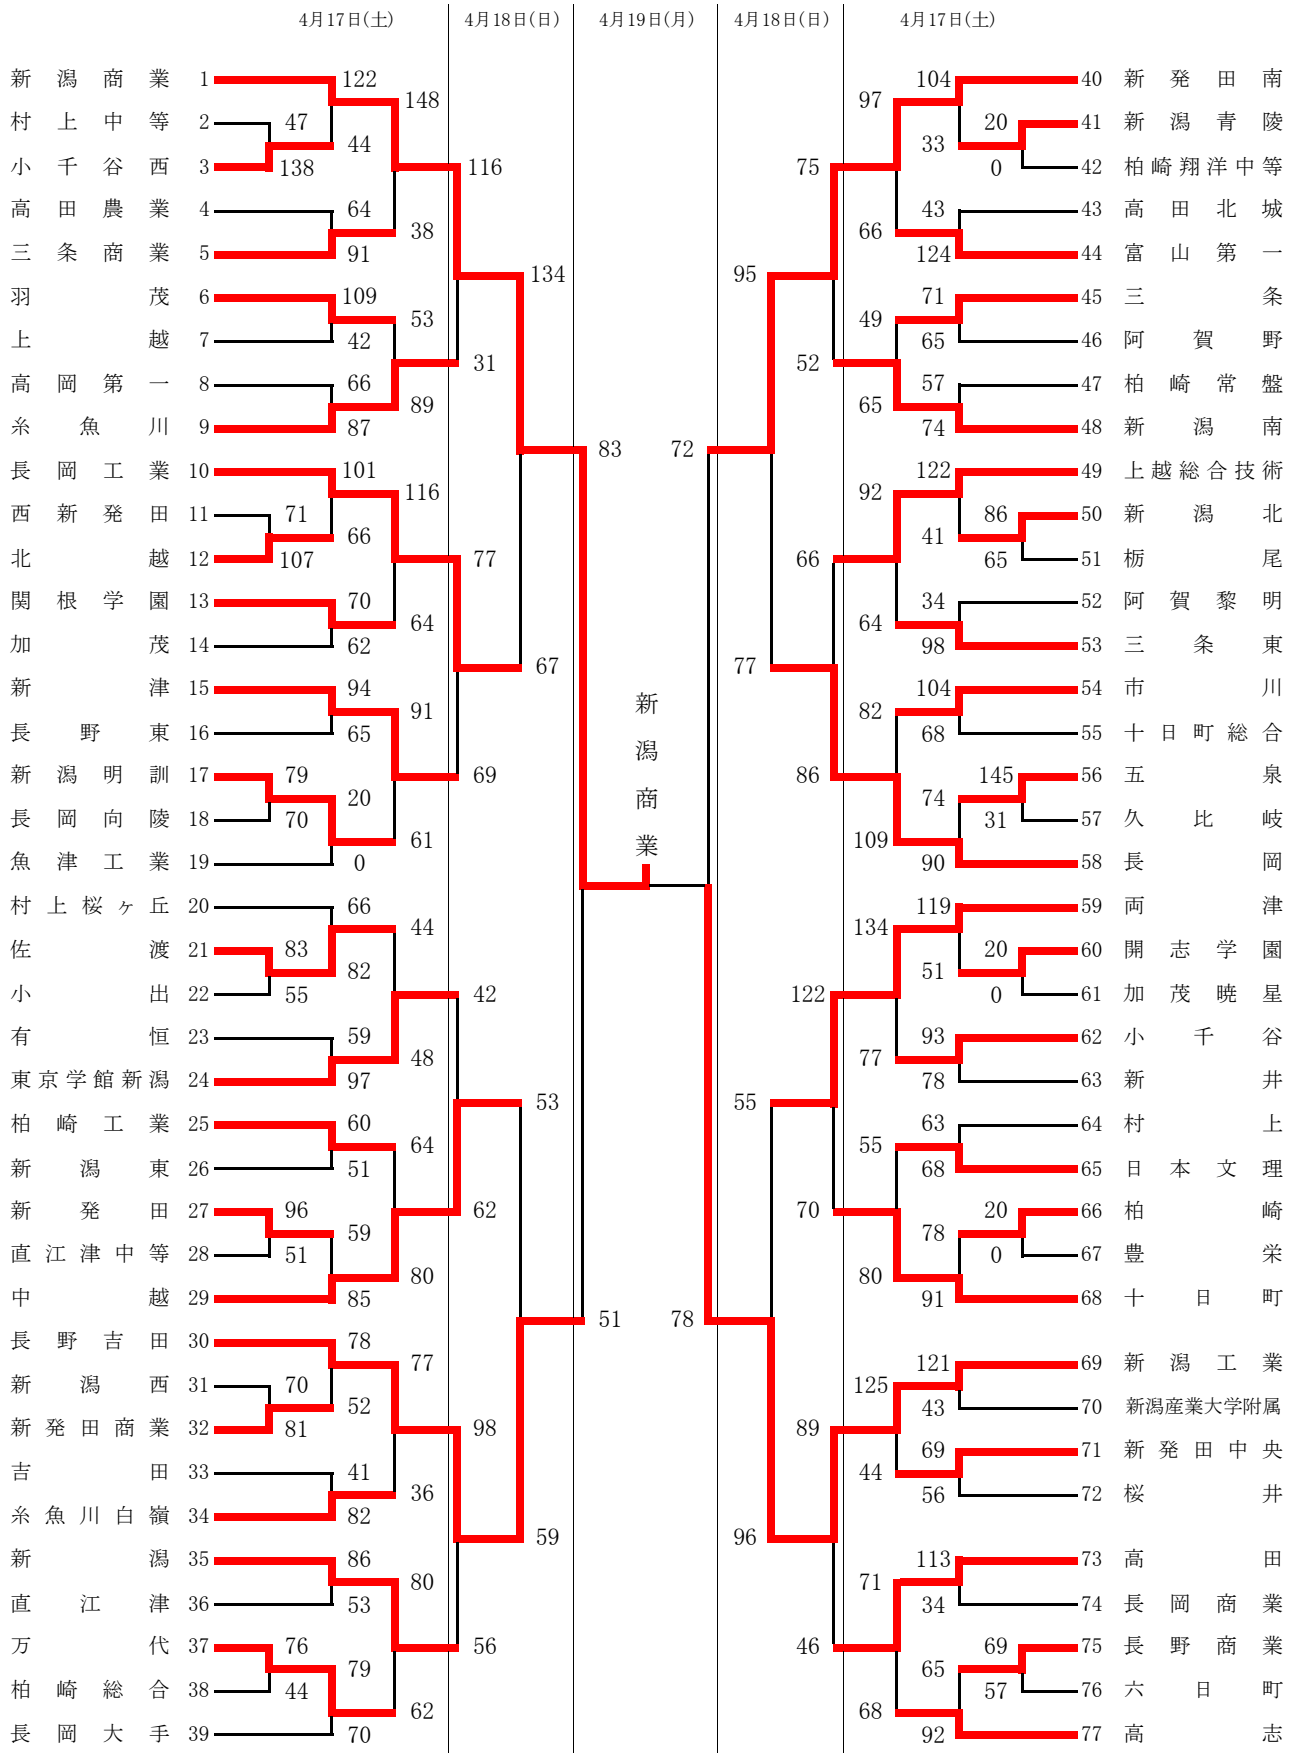 4月17日(土) 4月18日(日) 4月19日(月) 4月18日(日) 4月17日(土)
新潟商業 1 122 104 40 新発田南
148 97
村上中等 2 47 20 41 新潟青陵
44 33
小千谷西 3 138 116 75 0 42 柏崎翔洋中等
高田農業 4 64 43 43 高田北城
38 66
三条商業 5 91 124 44 富山第一
134 95
羽茂 6 109 71 45 三条
53 49
上越 7 42 65 46 阿賀野
31 52
高岡第一 8 66 57 47 柏崎常盤
89 65
糸魚川 9 87 74 48 新潟南
83 72
長岡工業 10 101 122 49 上越総合技術
116 92
西新発田 11 71 86 50 新潟北
66 41
北越 12 107 77 66 65 51 栃尾
関根学園 13 70 34 52 阿賀黎明
64 64
加茂 14 62 98 53 三条東
67 77
新津 15 94 104 54 市川
91 82
長野東 16 65 68 55 十日町総合
新潟明訓 17 79 69 86 145 56 五泉
20 74
長岡向陵 18 70 31 57 久比岐
61 109
魚津工業 19 0 90 58 長岡
新潟商業
村上桜ヶ丘 20 66 119 59 両津
44 134
佐渡 21 83 20 60 開志学園
82 51
小出 22 55 42 122 0 61 加茂暁星
有恒 23 59 93 62 小千谷
48 77
東京学館新潟 24 97 78 63 新井
53 55
柏崎工業 25 60 63 64 村上
64 55
新潟東 26 51 68 65 日本文理
新発田 27 96 62 70 20 66 柏崎
59 78
直江津中等 28 51 0 67 豊栄
80 80
中越 29 85 91 68 十日町
51 78
長野吉田 30 78 121 69 新潟工業
77 125
新潟西 31 70 43 70 新潟産業大学附属
52
新発田商業 32 81 98 89 69 71 新発田中央
吉田 33 41 44
36 56 72 桜井
糸魚川白嶺 34 82
59 96
新潟 35 86 113 73 高田
80 71
直江津 36 53 34 74 長岡商業
万代 37 76 56 46 69 75 長野商業
79 65
柏崎総合 38 44 57 76 六日町
62 68
長岡大手 39 70 92 77 高志